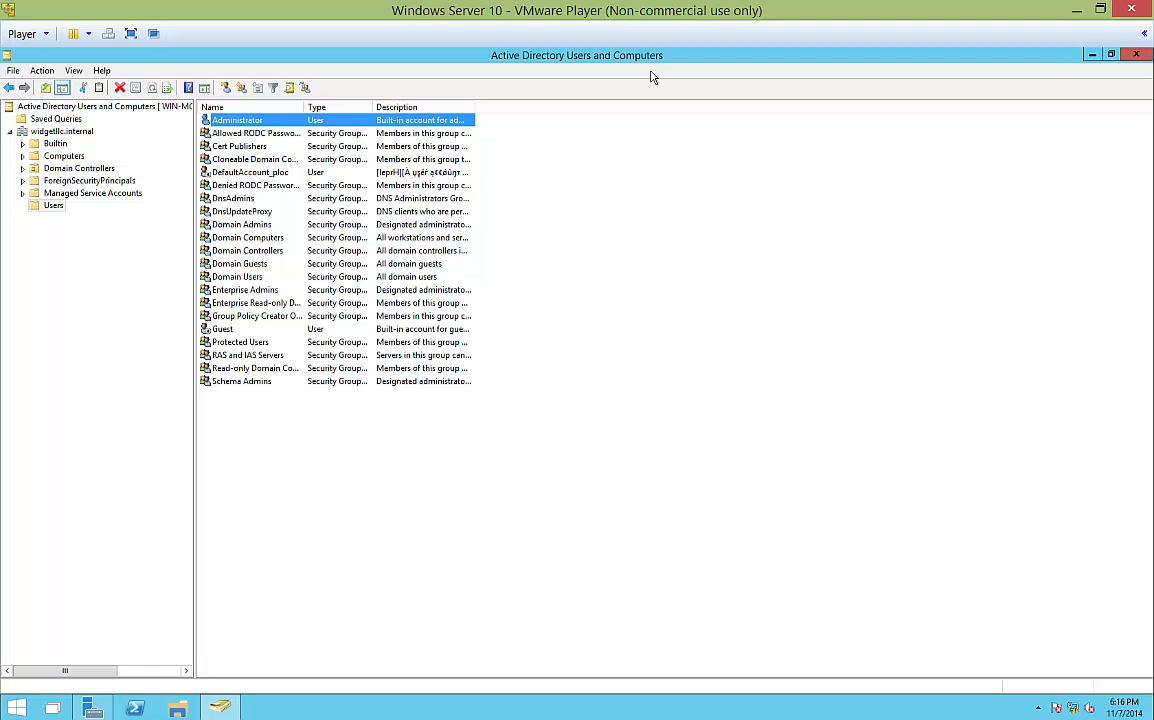 Windows Server 10 - VMware Player (Non-commercial use only)
Player
Active Directory Users and Computers
File Action View Help
Active Directory Users and Computers [ WIN-MC
Saved Queries
widgetllc.internal
Builtin
Computers
Domain Controllers
ForeignSecurityPrincipals
Managed Service Accounts
Users
Name Type Description
Administrator User Built-in account for ad...
Allowed RODC Passwo... Security Group... Members in this group c...
Cert Publishers Security Group... Members of this group ...
Cloneable Domain Co... Security Group... Members of this group t...
DefaultAccount_ploc User
Denied RODC Passwor... Security Group... Members in this group c...
DnsAdmins Security Group... DNS Administrators Gro...
DnsUpdateProxy Security Group... DNS clients who are per...
Domain Admins Security Group... Designated administrato...
Domain Computers Security Group... All workstations and ser...
Domain Controllers Security Group... All domain controllers i...
Domain Guests Security Group... All domain guests
Domain Users Security Group... All domain users
Enterprise Admins Security Group... Designated administrato...
Enterprise Read-only D... Security Group... Members of this group ...
Group Policy Creator O... Security Group... Members in this group c...
Guest User Built-in account for gue...
Protected Users Security Group... Members of this group ...
RAS and IAS Servers Security Group... Servers in this group can...
Read-only Domain Co... Security Group... Members of this group ...
Schema Admins Security Group... Designated administrato...
6:16 PM
11/7/2014